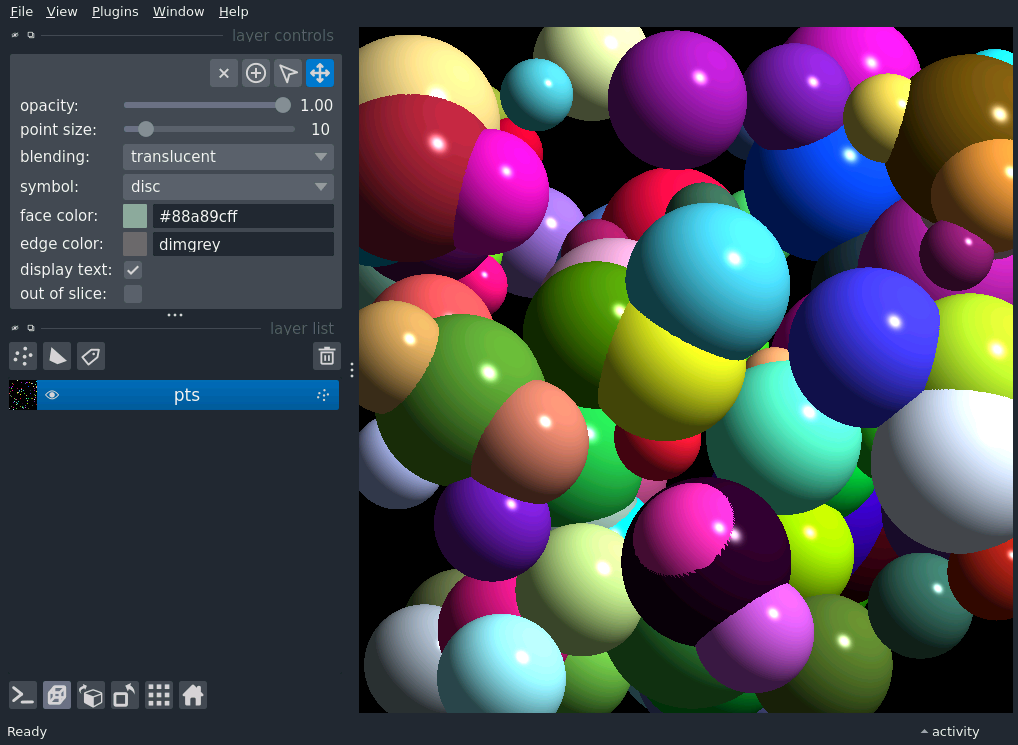 File View Plugins Window Help
layer controls
opacity: 1.00
point size: 10
blending: translucent
symbol: disc
face color: #88a89cff
edge color: dimgrey
display text:
out of slice:
layer list
pts
Ready activity